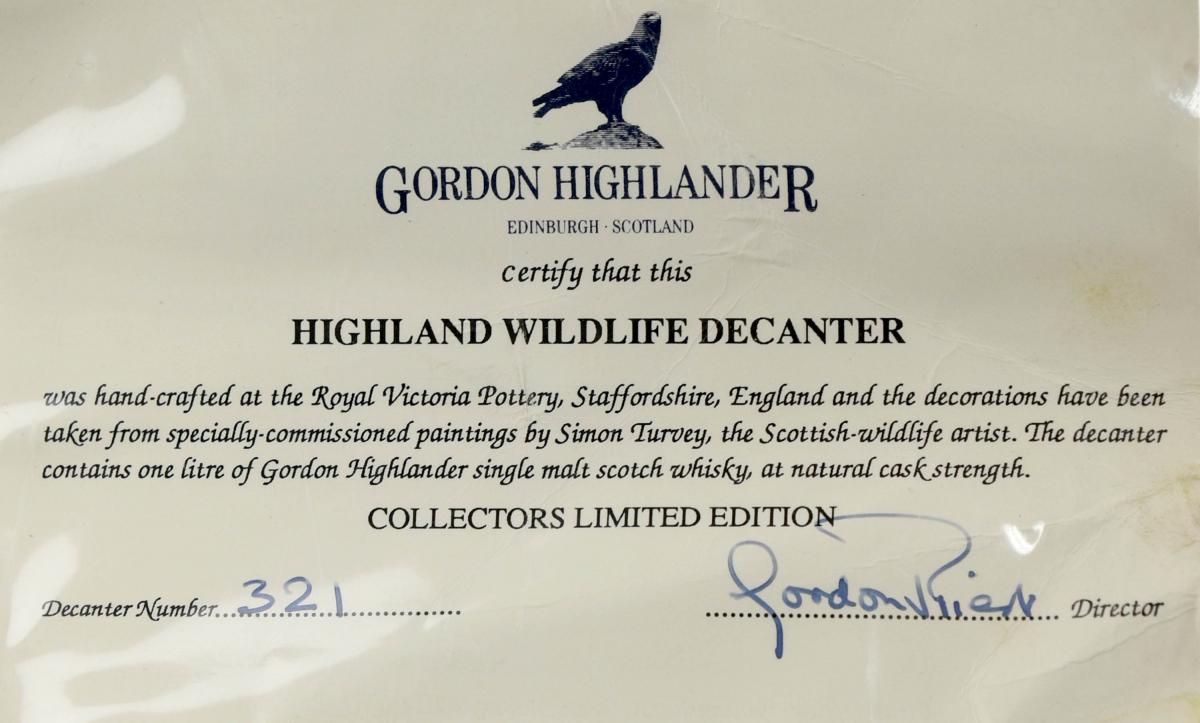 GORDON HIGHLANDER
EDINBURGH · SCOTLAND
certify that this
HIGHLAND WILDLIFE DECANTER
was hand-crafted at the Royal Victoria Pottery, Staffordshire, England and the decorations have been
taken from specially-commissioned paintings by Simon Turvey, the Scottish-wildlife artist. The decanter
contains one litre of Gordon Highlander single malt scotch whisky, at natural cask strength.
COLLECTORS LIMITED EDITION
Decanter Number...321.............. Gordon Director